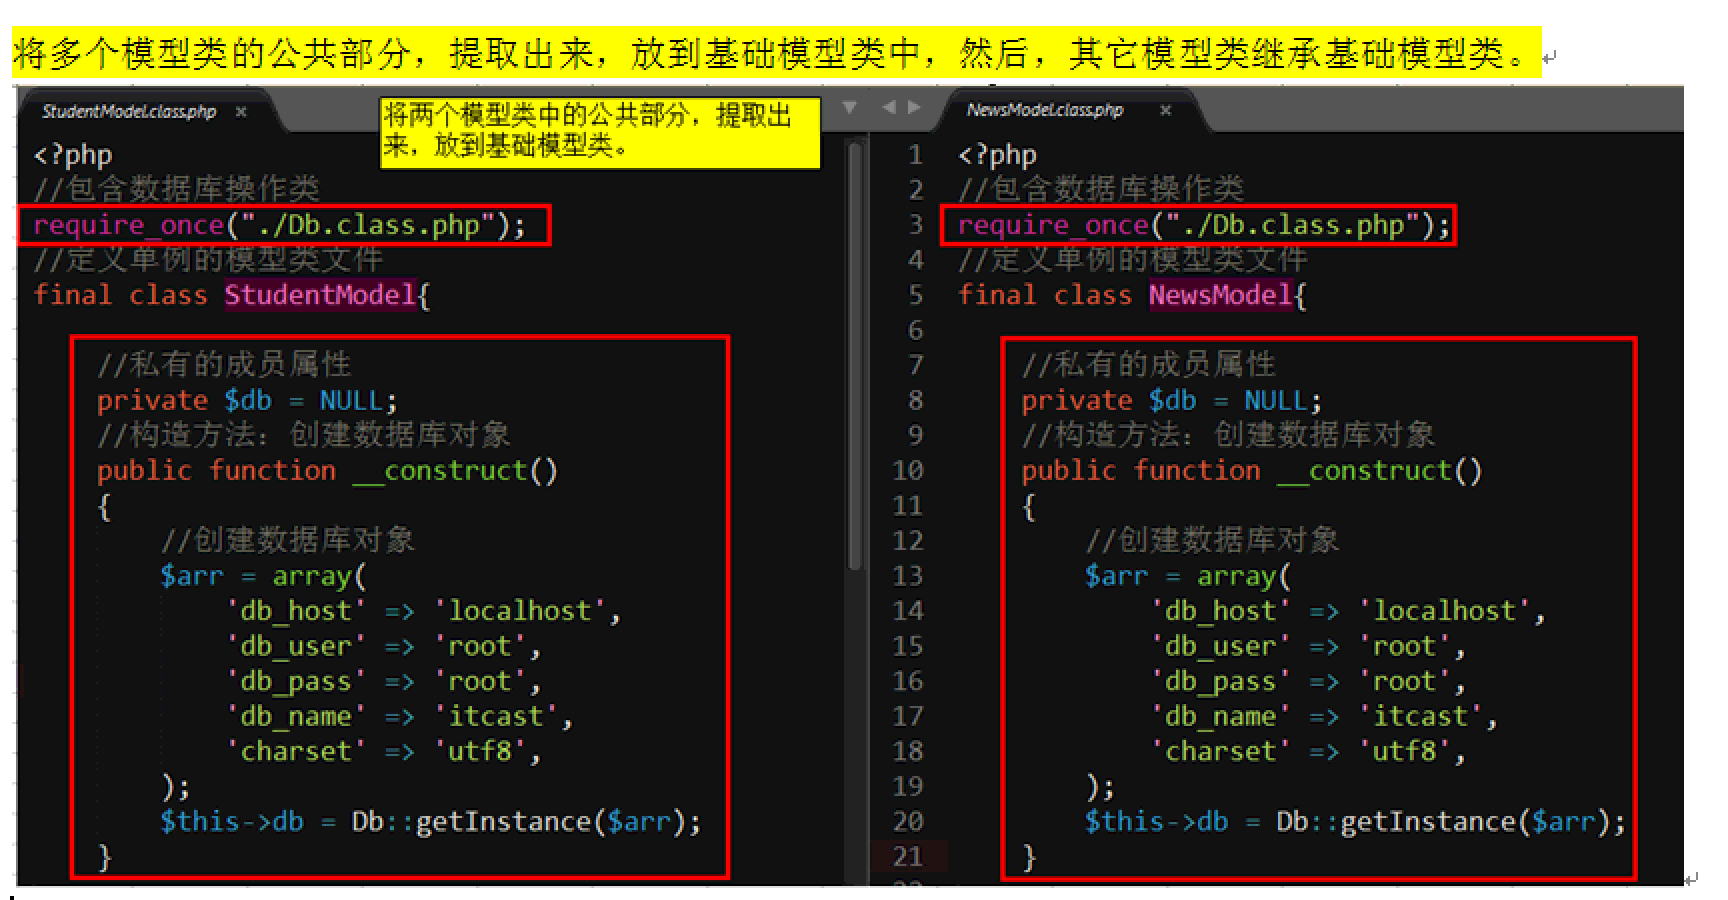 将多个模型类的公共部分，提取出来，放到基础模型类中，然后，其它模型类继承基础模型类。
StudentModel.class.php ×
将两个模型类中的公共部分，提取出
来，放到基础模型类。
<?php
//包含数据库操作类
require_once("./Db.class.php");
//定义单例的模型类文件
final class StudentModel{
//私有的成员属性
private $db = NULL;
//构造方法：创建数据库对象
public function __construct()
{
//创建数据库对象
$arr = array(
'db_host' => 'localhost',
'db_user' => 'root',
'db_pass' => 'root',
'db_name' => 'itcast',
'charset' => 'utf8',
);
$this->db = Db::getInstance($arr);
}
NewsModel.class.php ×
1 <?php
2 //包含数据库操作类
3 require_once("./Db.class.php");
4 //定义单例的模型类文件
5 final class NewsModel{
6
7 //私有的成员属性
8 private $db = NULL;
9 //构造方法：创建数据库对象
10 public function __construct()
11 {
12 //创建数据库对象
13 $arr = array(
14 'db_host' => 'localhost',
15 'db_user' => 'root',
16 'db_pass' => 'root',
17 'db_name' => 'itcast',
18 'charset' => 'utf8',
19 );
20 $this->db = Db::getInstance($arr);
21 }